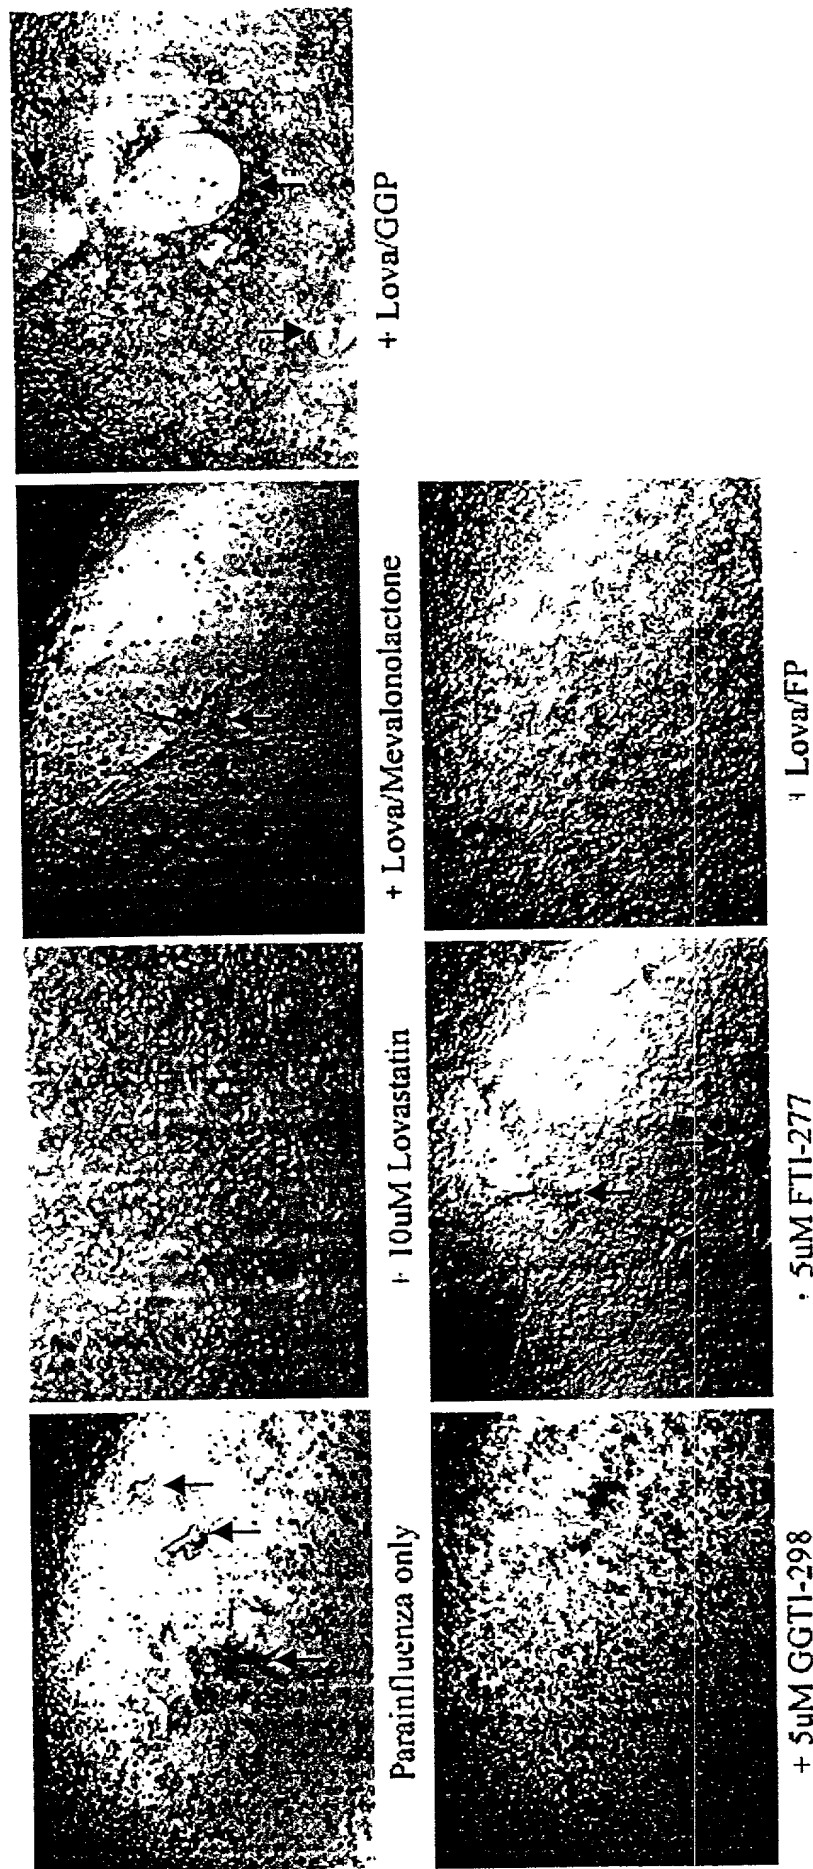 Parainfluenza only
+ 10uM Lovastatin
+ Lova/Mevalonolactone
+ Lova/GGP
+ 5uM GGTI-298
+ 5uM FTI-277
+ Lova/FP